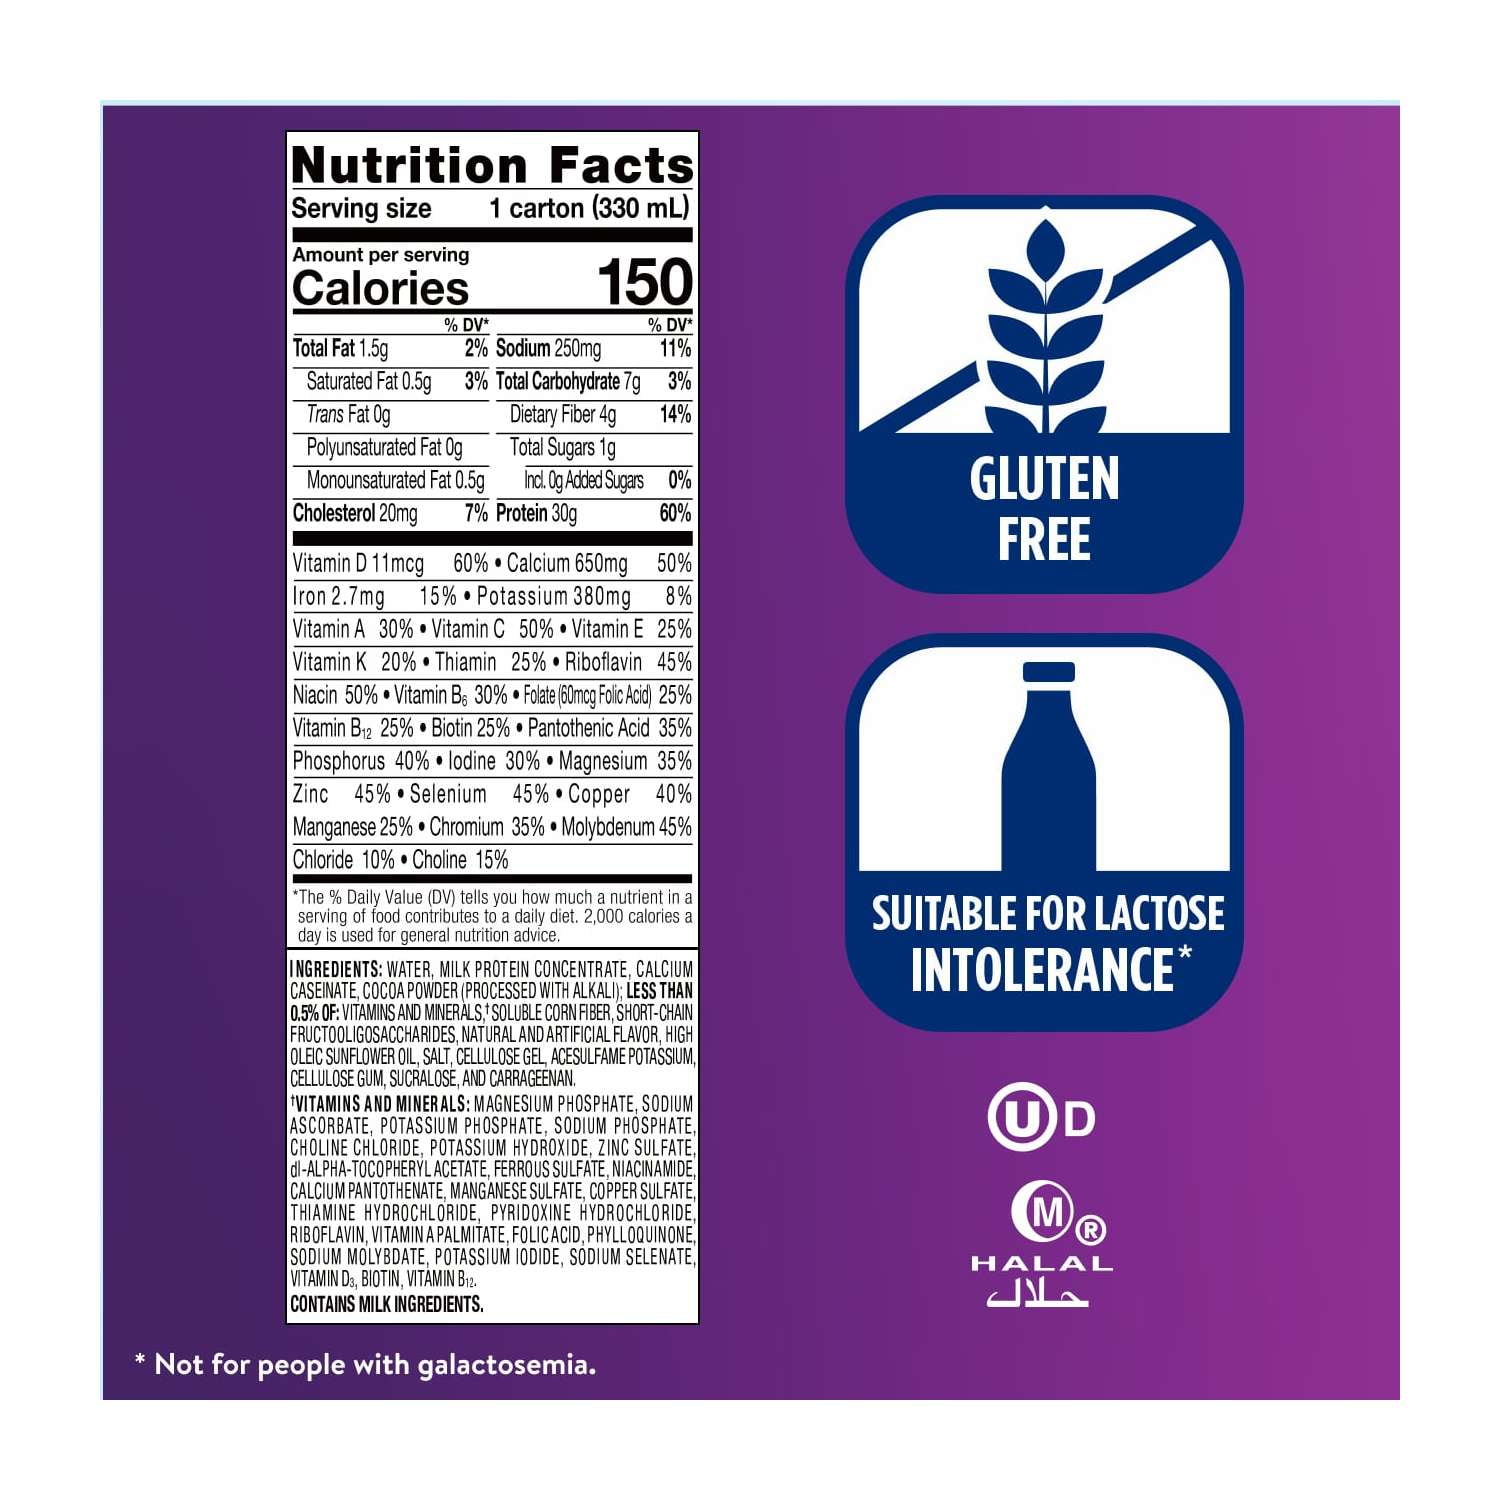 Nutrition Facts
Serving size 1 carton (330 mL)
Amount per serving
Calories 150
% DV* % DV*
Total Fat 1.5g 2% Sodium 250mg 11%
Saturated Fat 0.5g 3% Total Carbohydrate 7g 3%
Trans Fat 0g Dietary Fiber 4g 14%
Polyunsaturated Fat 0g Total Sugars 1g
Monounsaturated Fat 0.5g Incl. 0g Added Sugars 0%
Cholesterol 20mg 7% Protein 30g 60%
Vitamin D 11mcg 60% • Calcium 650mg 50%
Iron 2.7mg 15% • Potassium 380mg 8%
Vitamin A 30% • Vitamin C 50% • Vitamin E 25%
Vitamin K 20% • Thiamin 25% • Riboflavin 45%
Niacin 50% • Vitamin B₆ 30% • Folate (60mcg Folic Acid) 25%
Vitamin B₁₂ 25% • Biotin 25% • Pantothenic Acid 35%
Phosphorus 40% • Iodine 30% • Magnesium 35%
Zinc 45% • Selenium 45% • Copper 40%
Manganese 25% • Chromium 35% • Molybdenum 45%
Chloride 10% • Choline 15%
*The % Daily Value (DV) tells you how much a nutrient in a
serving of food contributes to a daily diet. 2,000 calories a
day is used for general nutrition advice.
INGREDIENTS: WATER, MILK PROTEIN CONCENTRATE, CALCIUM
CASEINATE, COCOA POWDER (PROCESSED WITH ALKALI); LESS THAN
0.5% OF: VITAMINS AND MINERALS,† SOLUBLE CORN FIBER, SHORT-CHAIN
FRUCTOOLIGOSACCHARIDES, NATURAL AND ARTIFICIAL FLAVOR, HIGH
OLEIC SUNFLOWER OIL, SALT, CELLULOSE GEL, ACESULFAME POTASSIUM,
CELLULOSE GUM, SUCRALOSE, AND CARRAGEENAN.
†VITAMINS AND MINERALS: MAGNESIUM PHOSPHATE, SODIUM
ASCORBATE, POTASSIUM PHOSPHATE, SODIUM PHOSPHATE,
CHOLINE CHLORIDE, POTASSIUM HYDROXIDE, ZINC SULFATE,
dl-ALPHA-TOCOPHERYL ACETATE, FERROUS SULFATE, NIACINAMIDE,
CALCIUM PANTOTHENATE, MANGANESE SULFATE, COPPER SULFATE,
THIAMINE HYDROCHLORIDE, PYRIDOXINE HYDROCHLORIDE,
RIBOFLAVIN, VITAMIN A PALMITATE, FOLIC ACID, PHYLLOQUINONE,
SODIUM MOLYBDATE, POTASSIUM IODIDE, SODIUM SELENATE,
VITAMIN D₃, BIOTIN, VITAMIN B₁₂.
CONTAINS MILK INGREDIENTS.
* Not for people with galactosemia.
GLUTEN
FREE
SUITABLE FOR LACTOSE
INTOLERANCE*
U D
M ®
HALAL
حلال